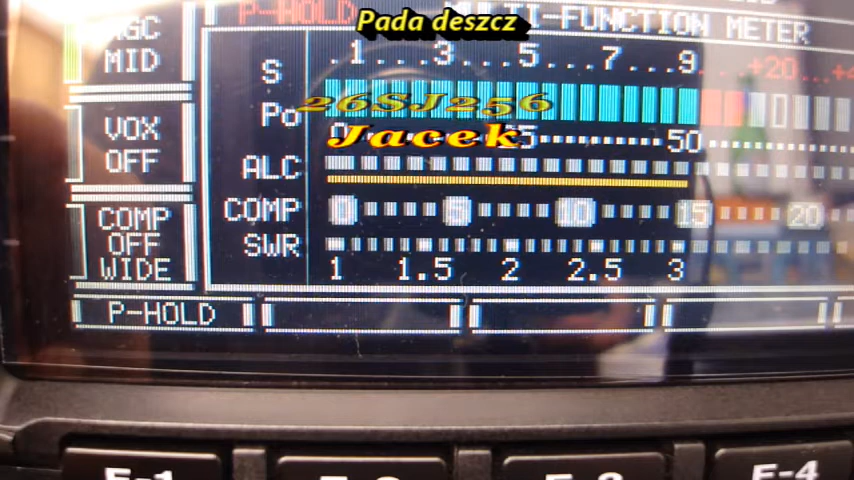 Pada deszcz
P-HOLD MULTI-FUNCTION METER
AGC
MID
S .1...3...5...7...9...+20...+4
Po
26SJ256
Jacek
50
VOX
OFF
ALC
COMP
OFF
WIDE
COMP 0 5 10 15 20
SWR
1 1.5 2 2.5 3
P-HOLD
F-4